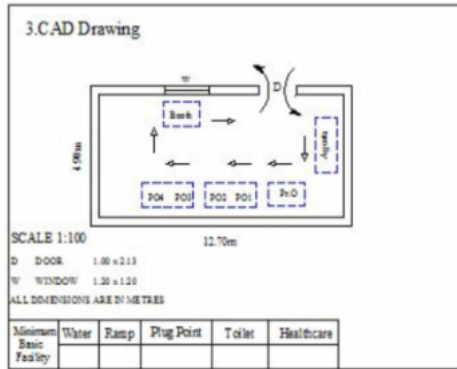 3.CAD Drawing
W
D
Booth
Agents
4.90m
PO4 PO3 PO2 PO1 PrO
SCALE 1:100
12.70m
D DOOR 1.00 x 2.13
W WINDOW 1.20 x 1.20
ALL DIMENSIONS ARE IN METRES
Minimum Basic Facility Water Ramp Plug Point Toilet Healthcare